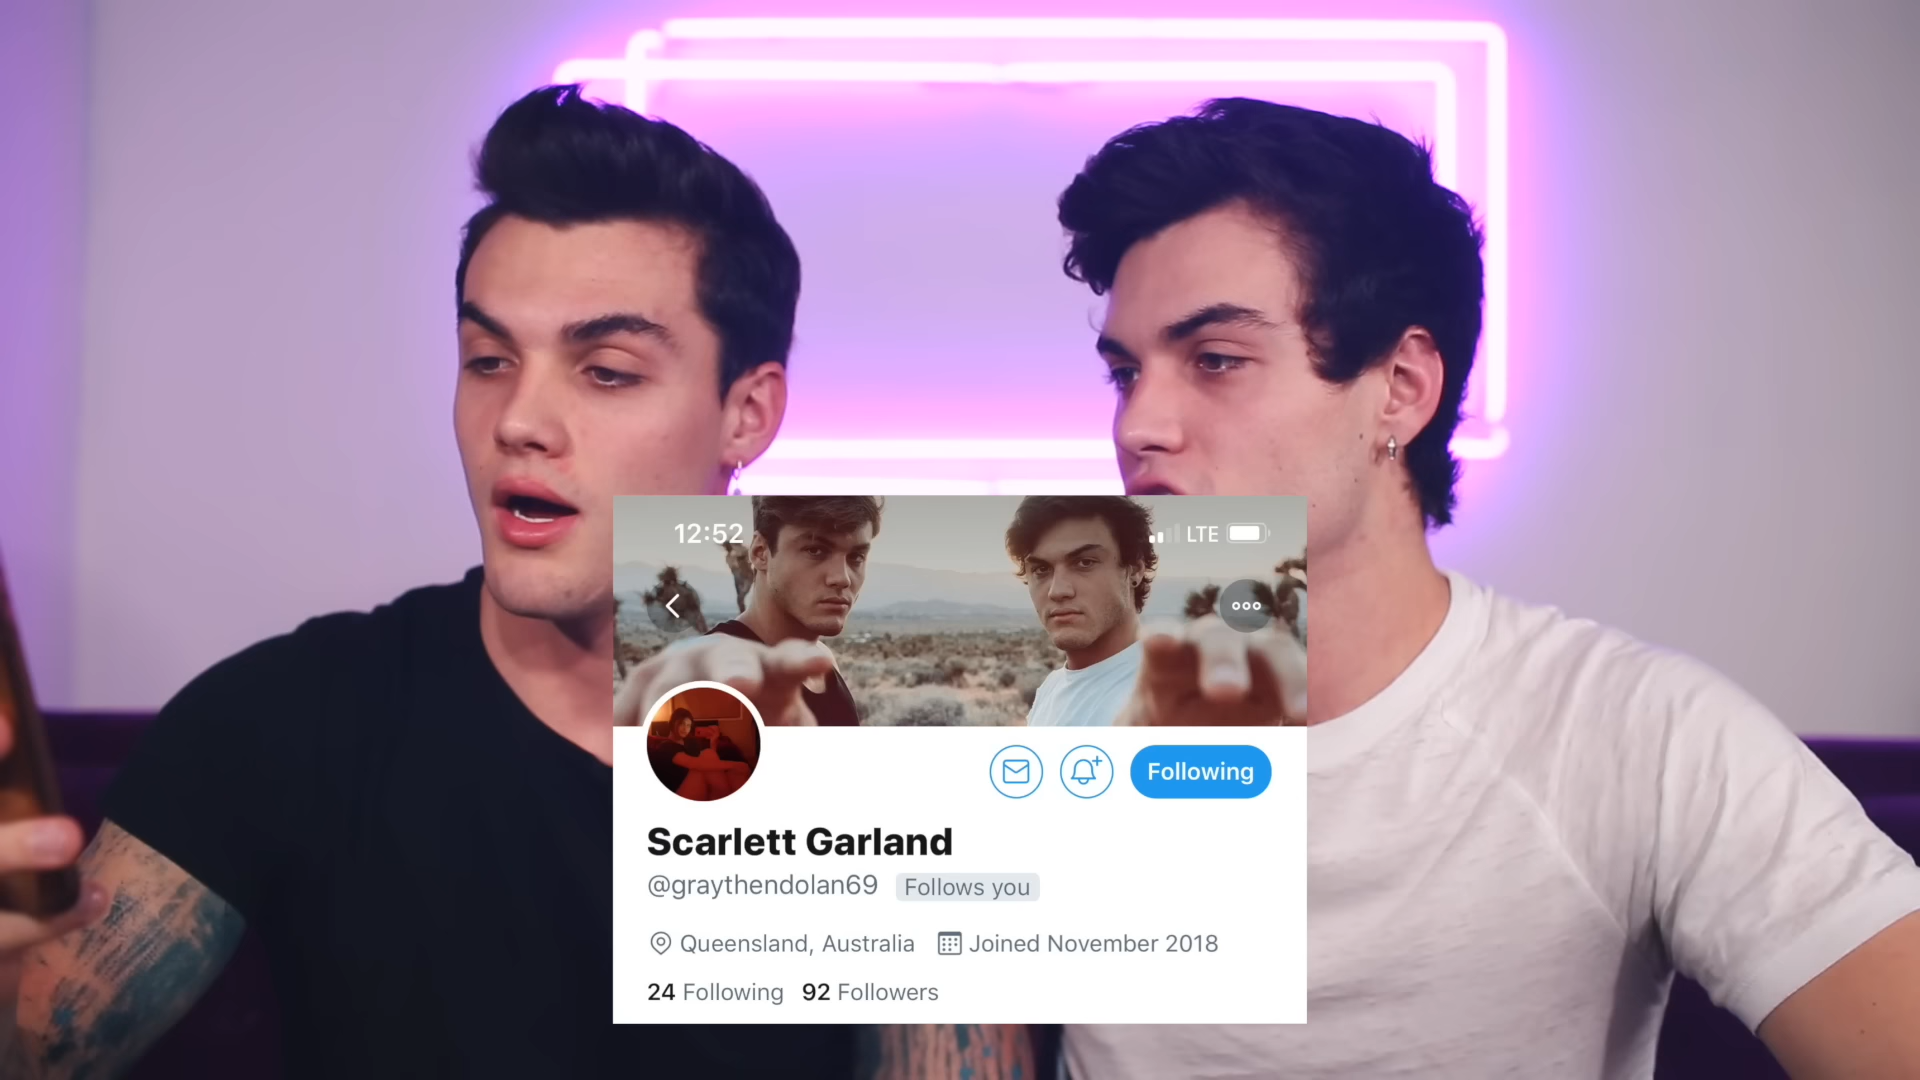 12:52 LTE
Following
Scarlett Garland
@graythendolan69 Follows you
Queensland, Australia Joined November 2018
24 Following 92 Followers